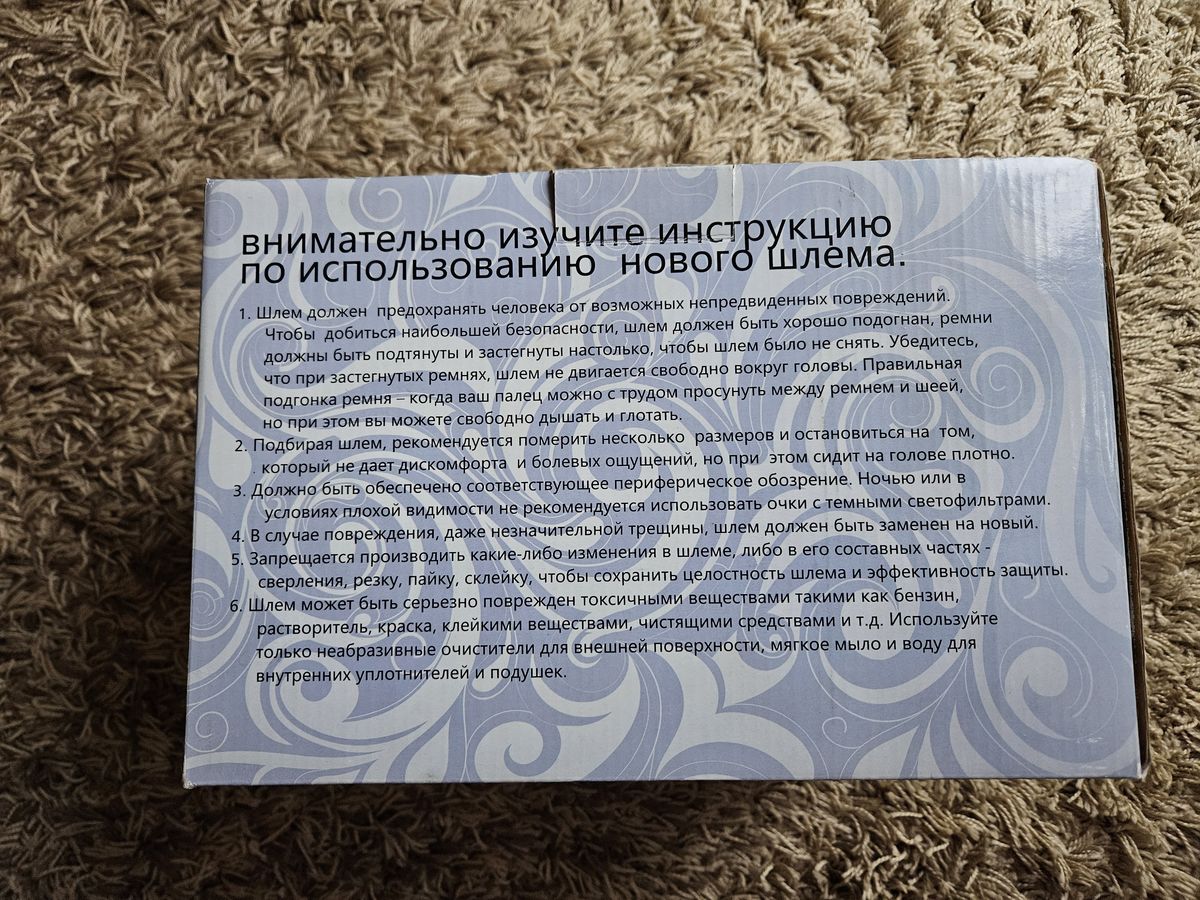 внимательно изучите инструкцию
по использованию нового шлема.
1. Шлем должен предохранять человека от возможных непредвиденных повреждений.
Чтобы добиться наибольшей безопасности, шлем должен быть хорошо подогнан, ремни
должны быть подтянуты и застегнуты настолько, чтобы шлем было не снять. Убедитесь,
что при застегнутых ремнях, шлем не двигается свободно вокруг головы. Правильная
подгонка ремня – когда ваш палец можно с трудом просунуть между ремнем и шеей,
но при этом вы можете свободно дышать и глотать.
2. Подбирая шлем, рекомендуется померить несколько размеров и остановиться на том,
который не дает дискомфорта и болевых ощущений, но при этом сидит на голове плотно.
3. Должно быть обеспечено соответствующее периферическое обозрение. Ночью или в
условиях плохой видимости не рекомендуется использовать очки с темными светофильтрами.
4. В случае повреждения, даже незначительной трещины, шлем должен быть заменен на новый.
5. Запрещается производить какие-либо изменения в шлеме, либо в его составных частях -
сверления, резку, пайку, склейку, чтобы сохранить целостность шлема и эффективность защиты.
6. Шлем может быть серьезно поврежден токсичными веществами такими как бензин,
растворитель, краска, клейкими веществами, чистящими средствами и т.д. Используйте
только неабразивные очистители для внешней поверхности, мягкое мыло и воду для
внутренних уплотнителей и подушек.